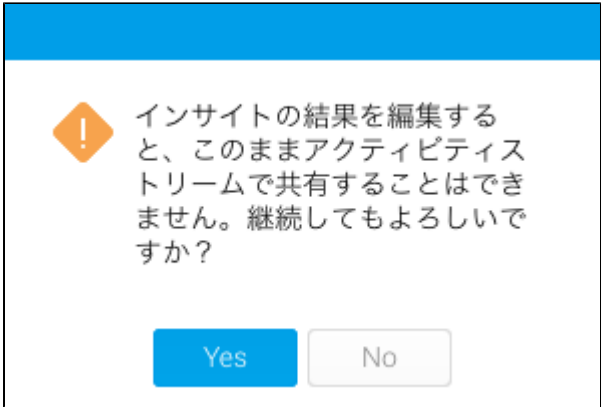 インサイトの結果を編集する
と、このままアクティビティス
トリームで共有することはでき
ません。継続してもよろしいで
すか？
Yes
No